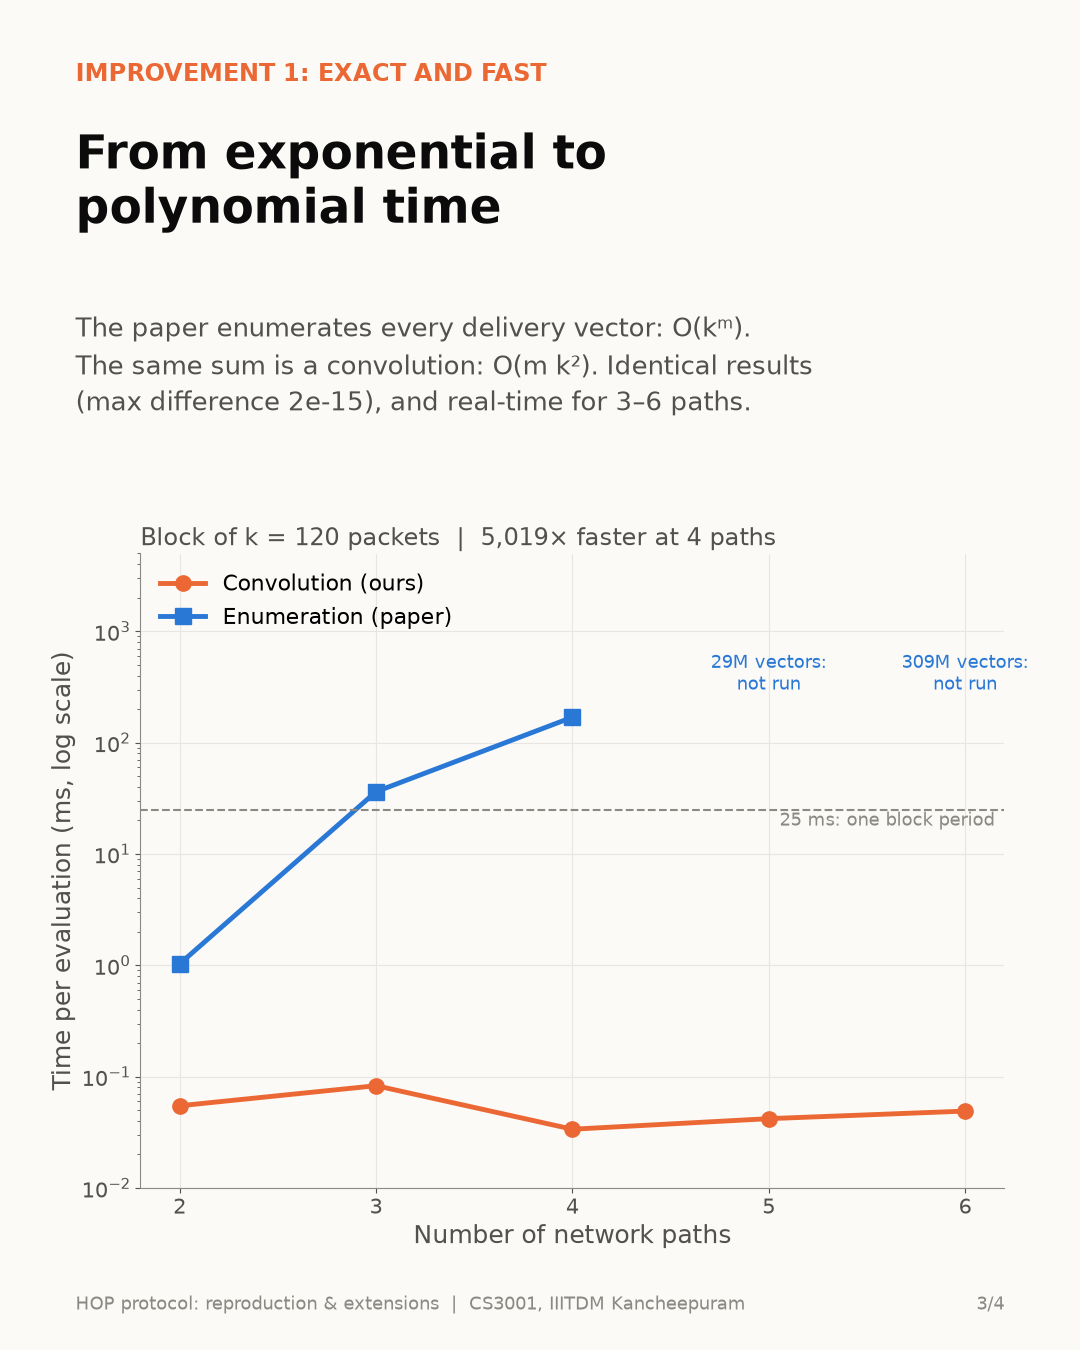 IMPROVEMENT 1: EXACT AND FAST
From exponential to
polynomial time
The paper enumerates every delivery vector: O(kᵐ).
The same sum is a convolution: O(m k²). Identical results
(max difference 2e-15), and real-time for 3–6 paths.
Block of k = 120 packets | 5,019× faster at 4 paths
Convolution (ours)
Enumeration (paper)
29M vectors:
not run
309M vectors:
not run
25 ms: one block period
Time per evaluation (ms, log scale)
10³
10²
10¹
10⁰
10⁻¹
10⁻²
2 3 4 5 6
Number of network paths
HOP protocol: reproduction & extensions | CS3001, IIITDM Kancheepuram
3/4